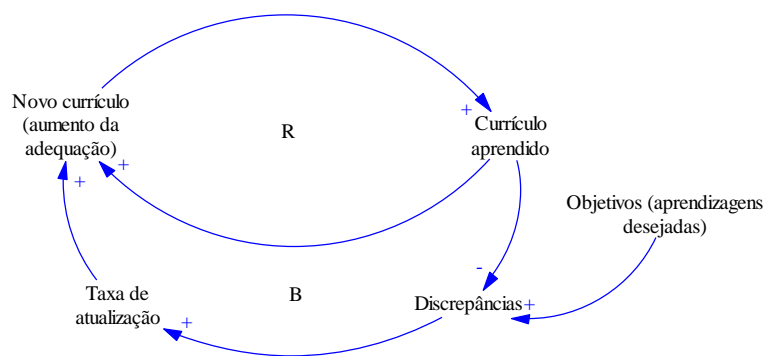 Novo currículo
(aumento da
adequação)
+
+
R
+
Currículo
aprendido
Objetivos (aprendizagens
desejadas)
-
Taxa de
atualização
+
B
Discrepâncias
+